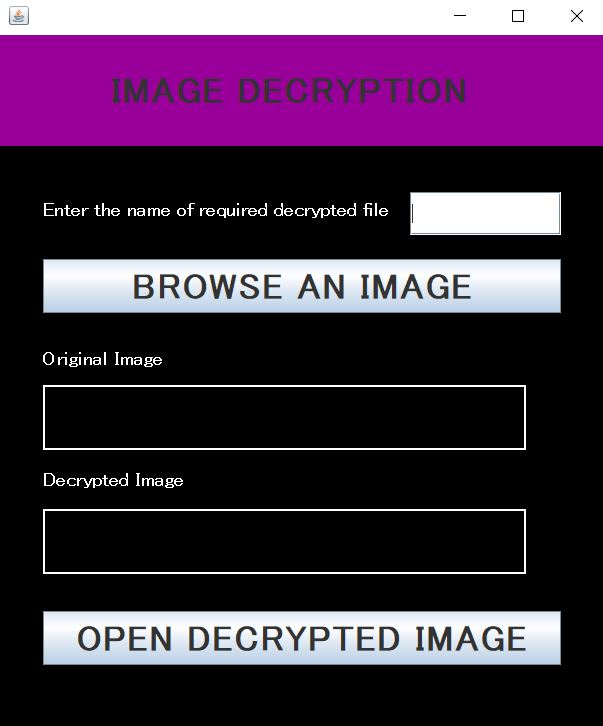 IMAGE DECRYPTION
Enter the name of required decrypted file
BROWSE AN IMAGE
Original Image
Decrypted Image
OPEN DECRYPTED IMAGE